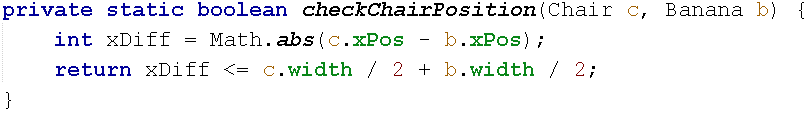 private static boolean checkChairPosition(Chair c, Banana b) {
    int xDiff = Math.abs(c.xPos - b.xPos);
    return xDiff <= c.width / 2 + b.width / 2;
}